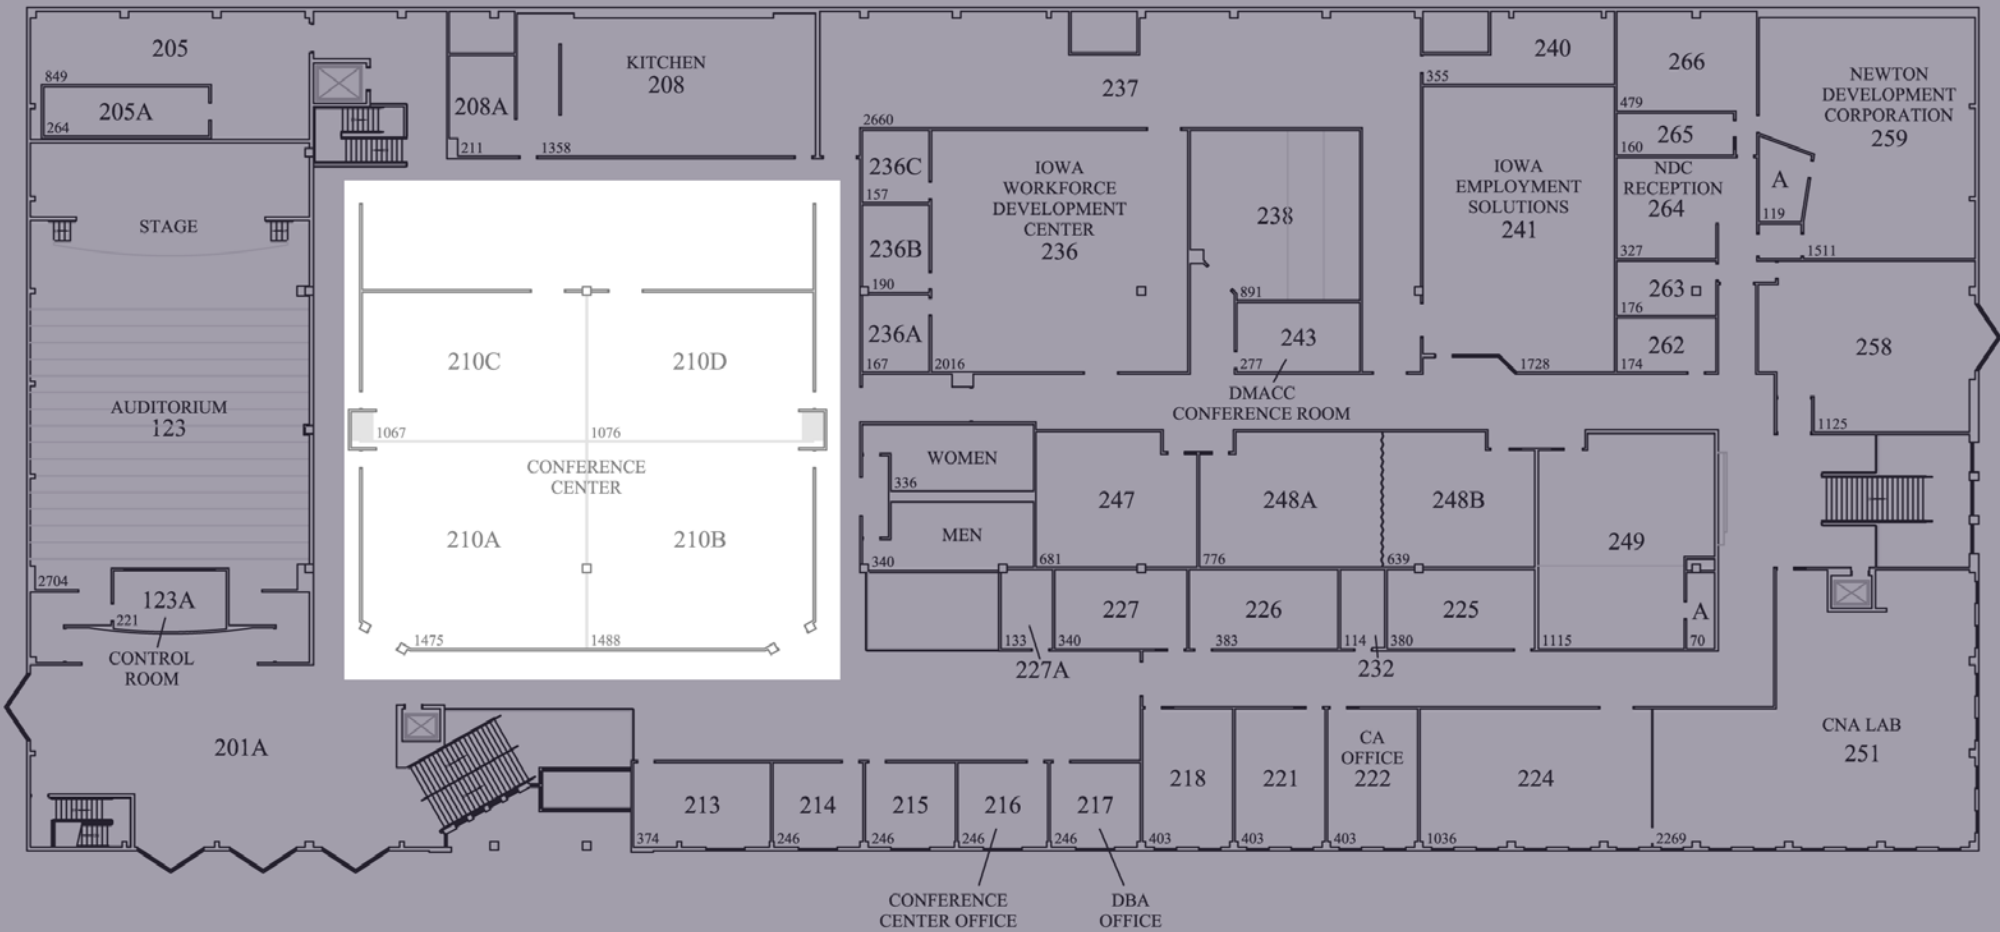 205
849
205A
264
STAGE
AUDITORIUM
123
2704
123A
221
CONTROL
ROOM
201A
208A
211
KITCHEN
208
1358
210C
210D
1067
1076
CONFERENCE
CENTER
210A
210B
1475
1488
237
2660
236C
157
236B
190
236A
167
IOWA
WORKFORCE
DEVELOPMENT
CENTER
236
2016
238
891
243
277
DMACC
CONFERENCE ROOM
240
355
IOWA
EMPLOYMENT
SOLUTIONS
241
1728
266
479
265
160
NDC
RECEPTION
264
327
263
176
262
174
NEWTON
DEVELOPMENT
CORPORATION
259
A
119
1511
258
1125
WOMEN
336
MEN
340
247
681
248A
776
248B
639
249
1115
A
70
133
227A
227
340
226
383
114
232
225
380
213
374
214
246
215
246
216
246
217
246
218
403
221
403
CA
OFFICE
222
403
224
1036
CNA LAB
251
2269
CONFERENCE
CENTER OFFICE
DBA
OFFICE